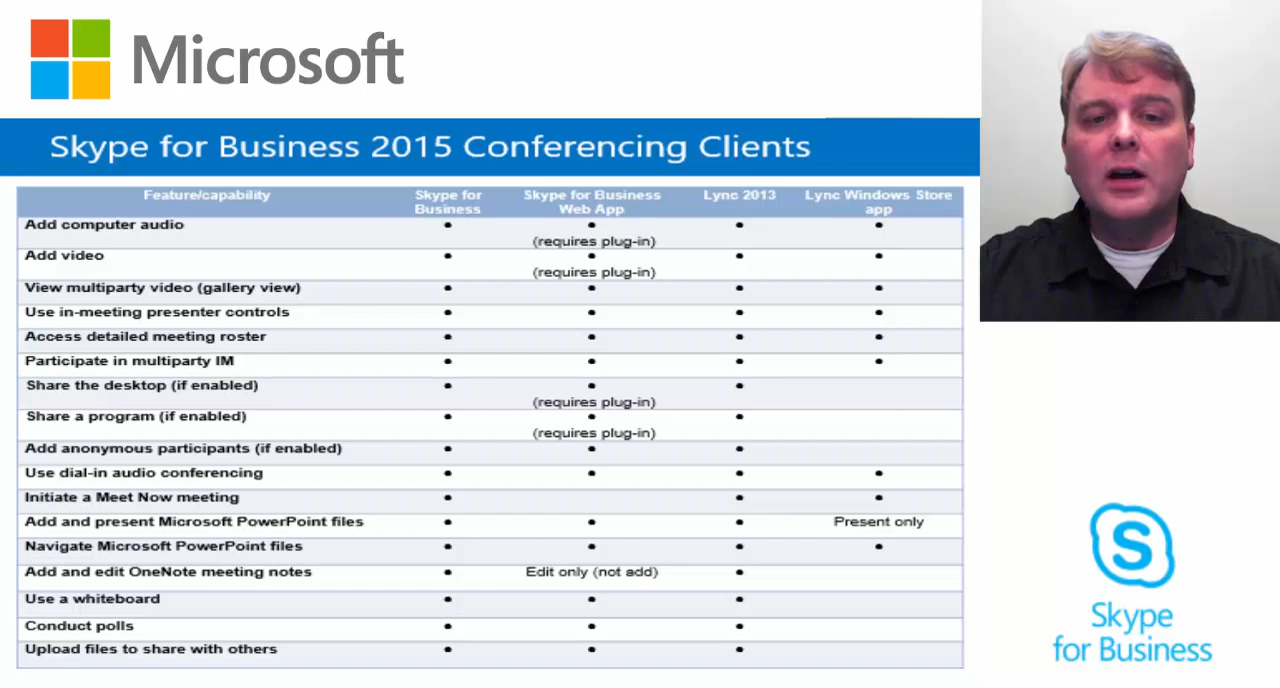 Microsoft
Skype for Business 2015 Conferencing Clients
Feature/capability Skype for Business Skype for Business Web App Lync 2013 Lync Windows Store app
Add computer audio • • (requires plug-in) • •
Add video • • (requires plug-in) • •
View multiparty video (gallery view) • • • •
Use in-meeting presenter controls • • • •
Access detailed meeting roster • • • •
Participate in multiparty IM • • • •
Share the desktop (if enabled) • • (requires plug-in) •
Share a program (if enabled) • • (requires plug-in) •
Add anonymous participants (if enabled) • • •
Use dial-in audio conferencing • • • •
Initiate a Meet Now meeting • • •
Add and present Microsoft PowerPoint files • • • Present only
Navigate Microsoft PowerPoint files • • • •
Add and edit OneNote meeting notes • Edit only (not add) •
Use a whiteboard • • •
Conduct polls • • •
Upload files to share with others • • •
S
Skype
for Business